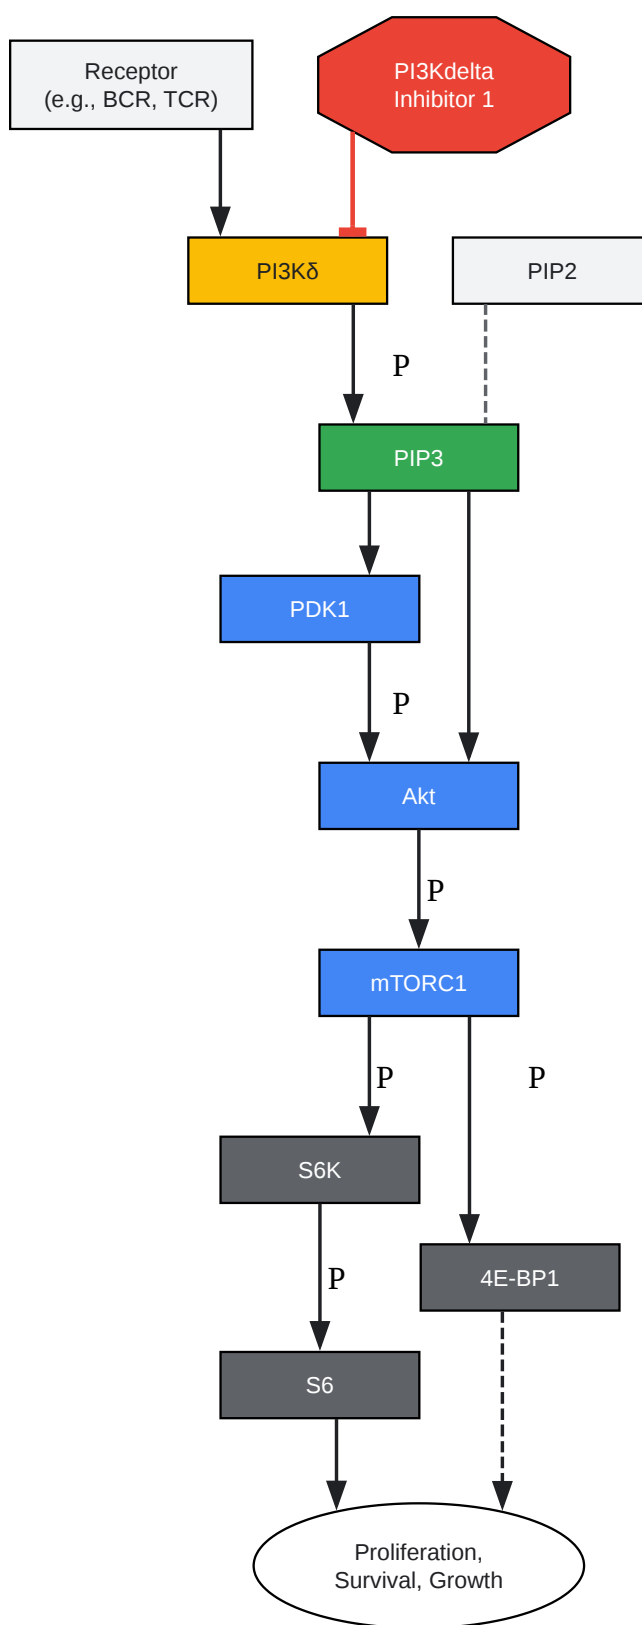 Receptor
(e.g., BCR, TCR)
PI3Kdelta
Inhibitor 1
PI3Kδ
PIP2
P
PIP3
PDK1
P
Akt
P
mTORC1
P
P
S6K
4E-BP1
P
S6
Proliferation,
Survival, Growth